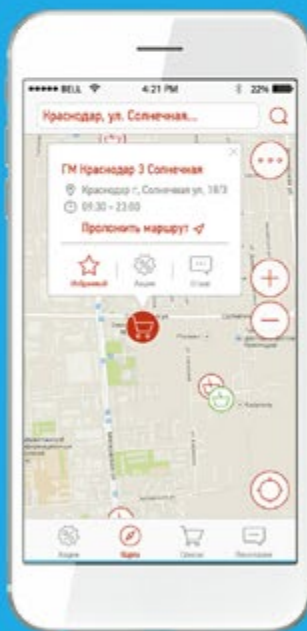 BELL 4:21 PM 22%
Краснодар, ул. Солнечная...
ГМ Краснодар 3 Солнечная
Краснодар г, Солнечная ул, 18/3
09:30 - 23:00
Проложить маршрут
Избранный Акции Отзыв
Акции Карта Список